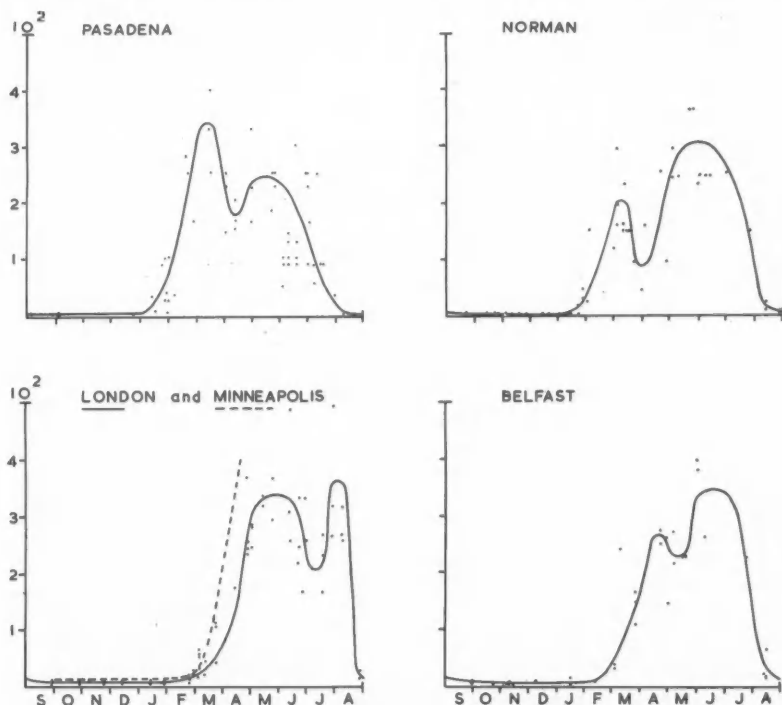 10²
PASADENA
4
3
2
1
NORMAN
10²
LONDON and MINNEAPOLIS
4
3
2
1
S O N D J F M A M J J A
BELFAST
S O N D J F M A M J J A